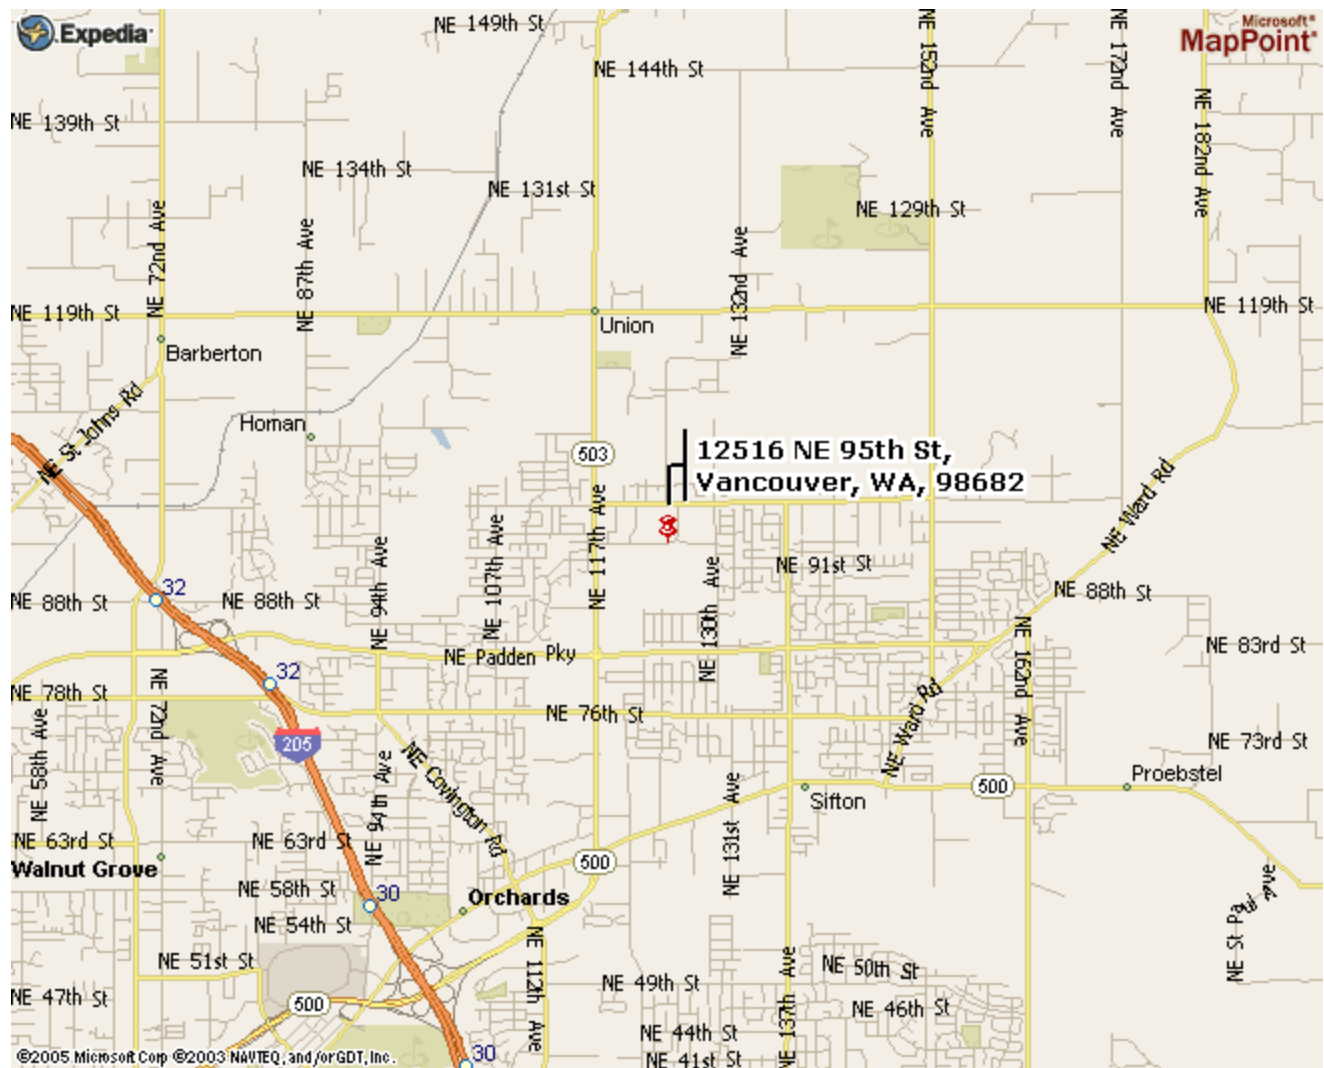 Expedia
Microsoft®
MapPoint®
NE 149th St
NE 144th St
NE 152nd Ave
NE 172nd Ave
NE 182nd Ave
NE 139th St
NE 134th St
NE 131st St
NE 129th St
NE 72nd Ave
NE 87th Ave
NE 132nd Ave
NE 119th St
NE 119th St
Union
Barberton
NE St Johns Rd
Homan
503
12516 NE 95th St,
Vancouver, WA, 98682
NE Ward Rd
NE 117th Ave
NE 107th Ave
NE 94th Ave
NE 130th Ave
NE 91st St
32
NE 88th St
NE 88th St
NE 88th St
NE 162nd Ave
NE 83rd St
NE Padden Pky
32
NE 78th St
NE 72nd Ave
NE 76th St
NE Ward Rd
NE 58th Ave
205
NE 73rd St
NE 94th Ave
NE Covington Rd
NE 131st Ave
Sifton
500
Proebstel
NE 63rd St
NE 63rd St
Walnut Grove
500
NE 58th St
30
Orchards
NE 54th St
NE 112th Ave
NE 137th Ave
NE 51st St
NE 50th St
NE 49th St
NE 47th St
500
NE 46th St
NE 44th St
NE 41st St
30
©2005 Microsoft Corp ©2003 NAVTEQ, and/or GDT, Inc.